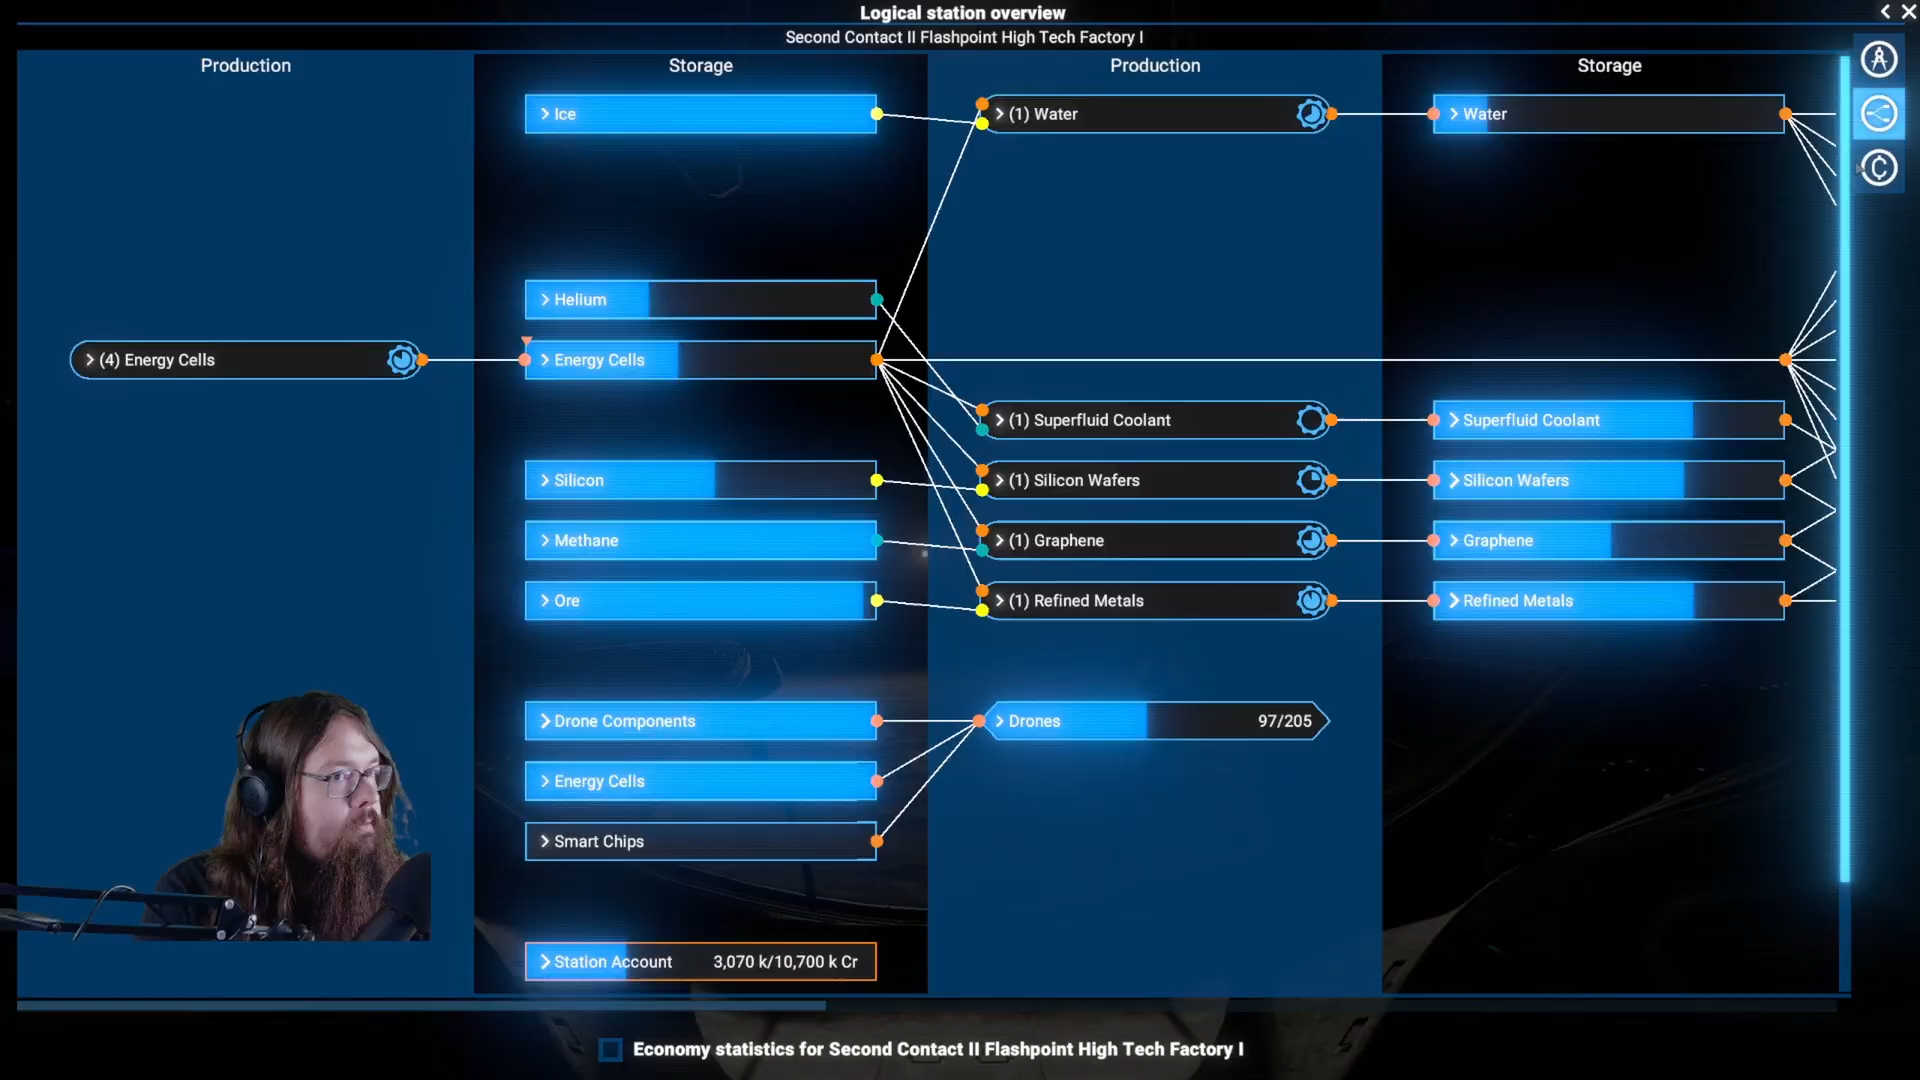 Logical station overview
Second Contact II Flashpoint High Tech Factory I
Production
Storage
Production
Storage
Ice
(1) Water
Water
Helium
(4) Energy Cells
Energy Cells
(1) Superfluid Coolant
Superfluid Coolant
Silicon
(1) Silicon Wafers
Silicon Wafers
Methane
(1) Graphene
Graphene
Ore
(1) Refined Metals
Refined Metals
Drone Components
Drones 97/205
Energy Cells
Smart Chips
Station Account 3,070 k/10,700 k Cr
Economy statistics for Second Contact II Flashpoint High Tech Factory I